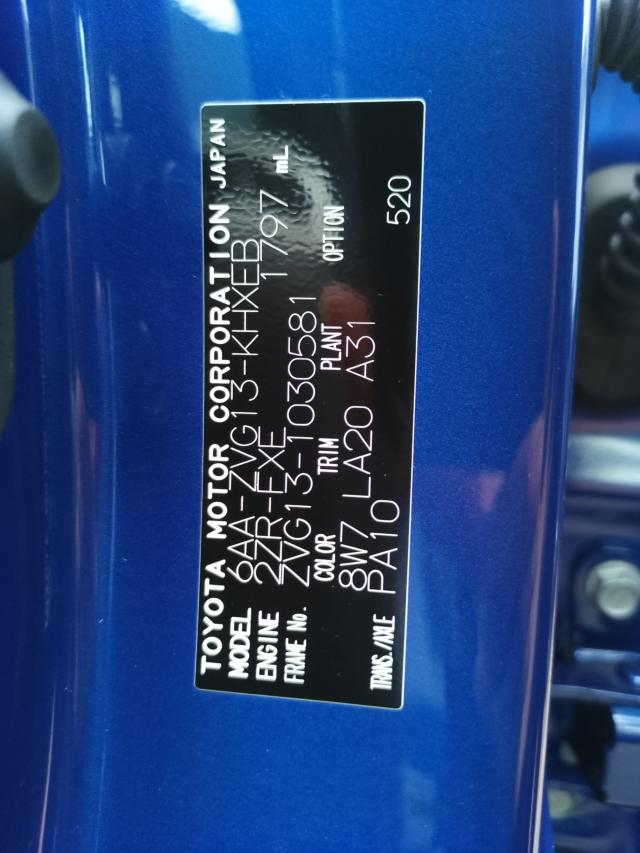 TOYOTA MOTOR CORPORATION JAPAN
MODEL 6AA-ZVG13-KHXEB
ENGINE 2ZR-FXE 1797 mL
FRAME No. ZVG13-1030581
COLOR TRIM PLANT OPTION
8W7 LA20 A31
TRANS./AXLE PA10 520